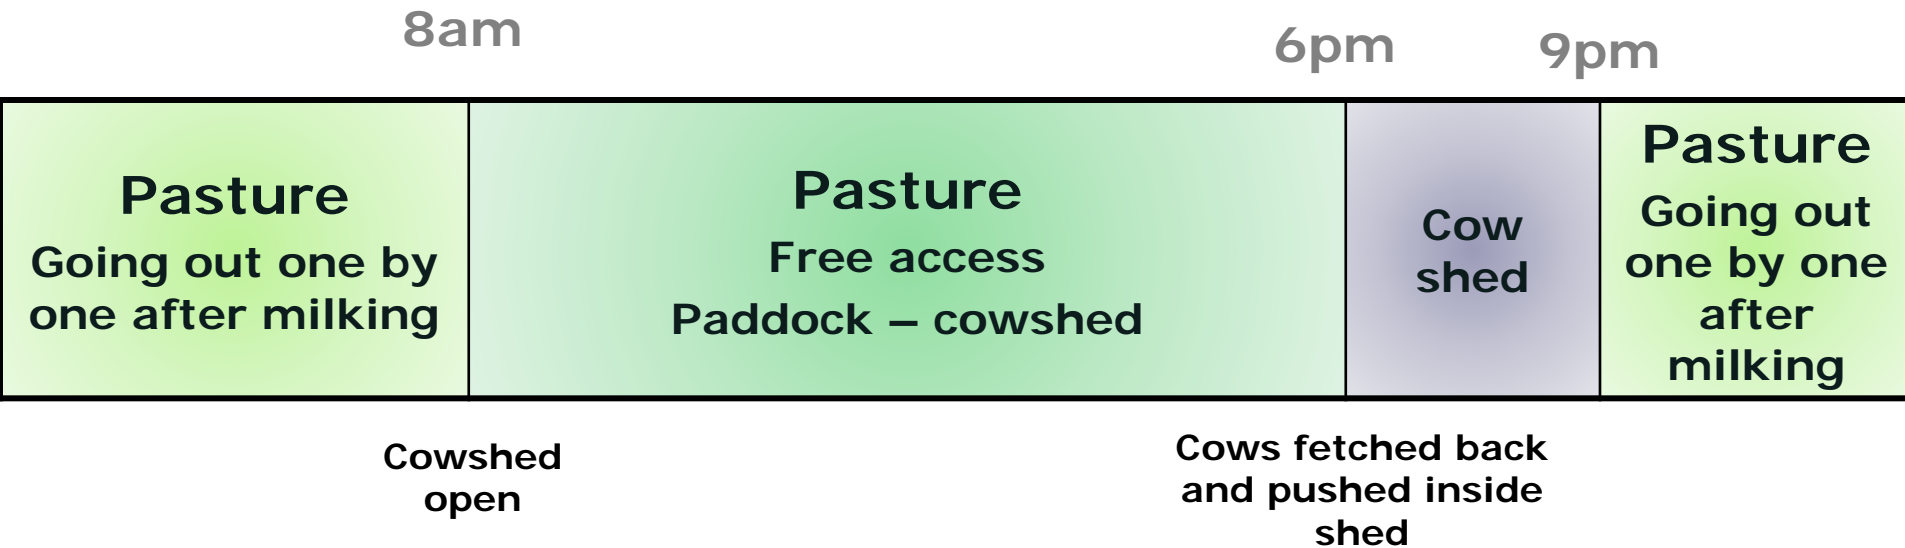 8am
6pm
9pm
Pasture
Going out one by
one after milking
Pasture
Free access
Paddock – cowshed
Cow
shed
Pasture
Going out
one by one
after
milking
Cowshed
open
Cows fetched back
and pushed inside
shed